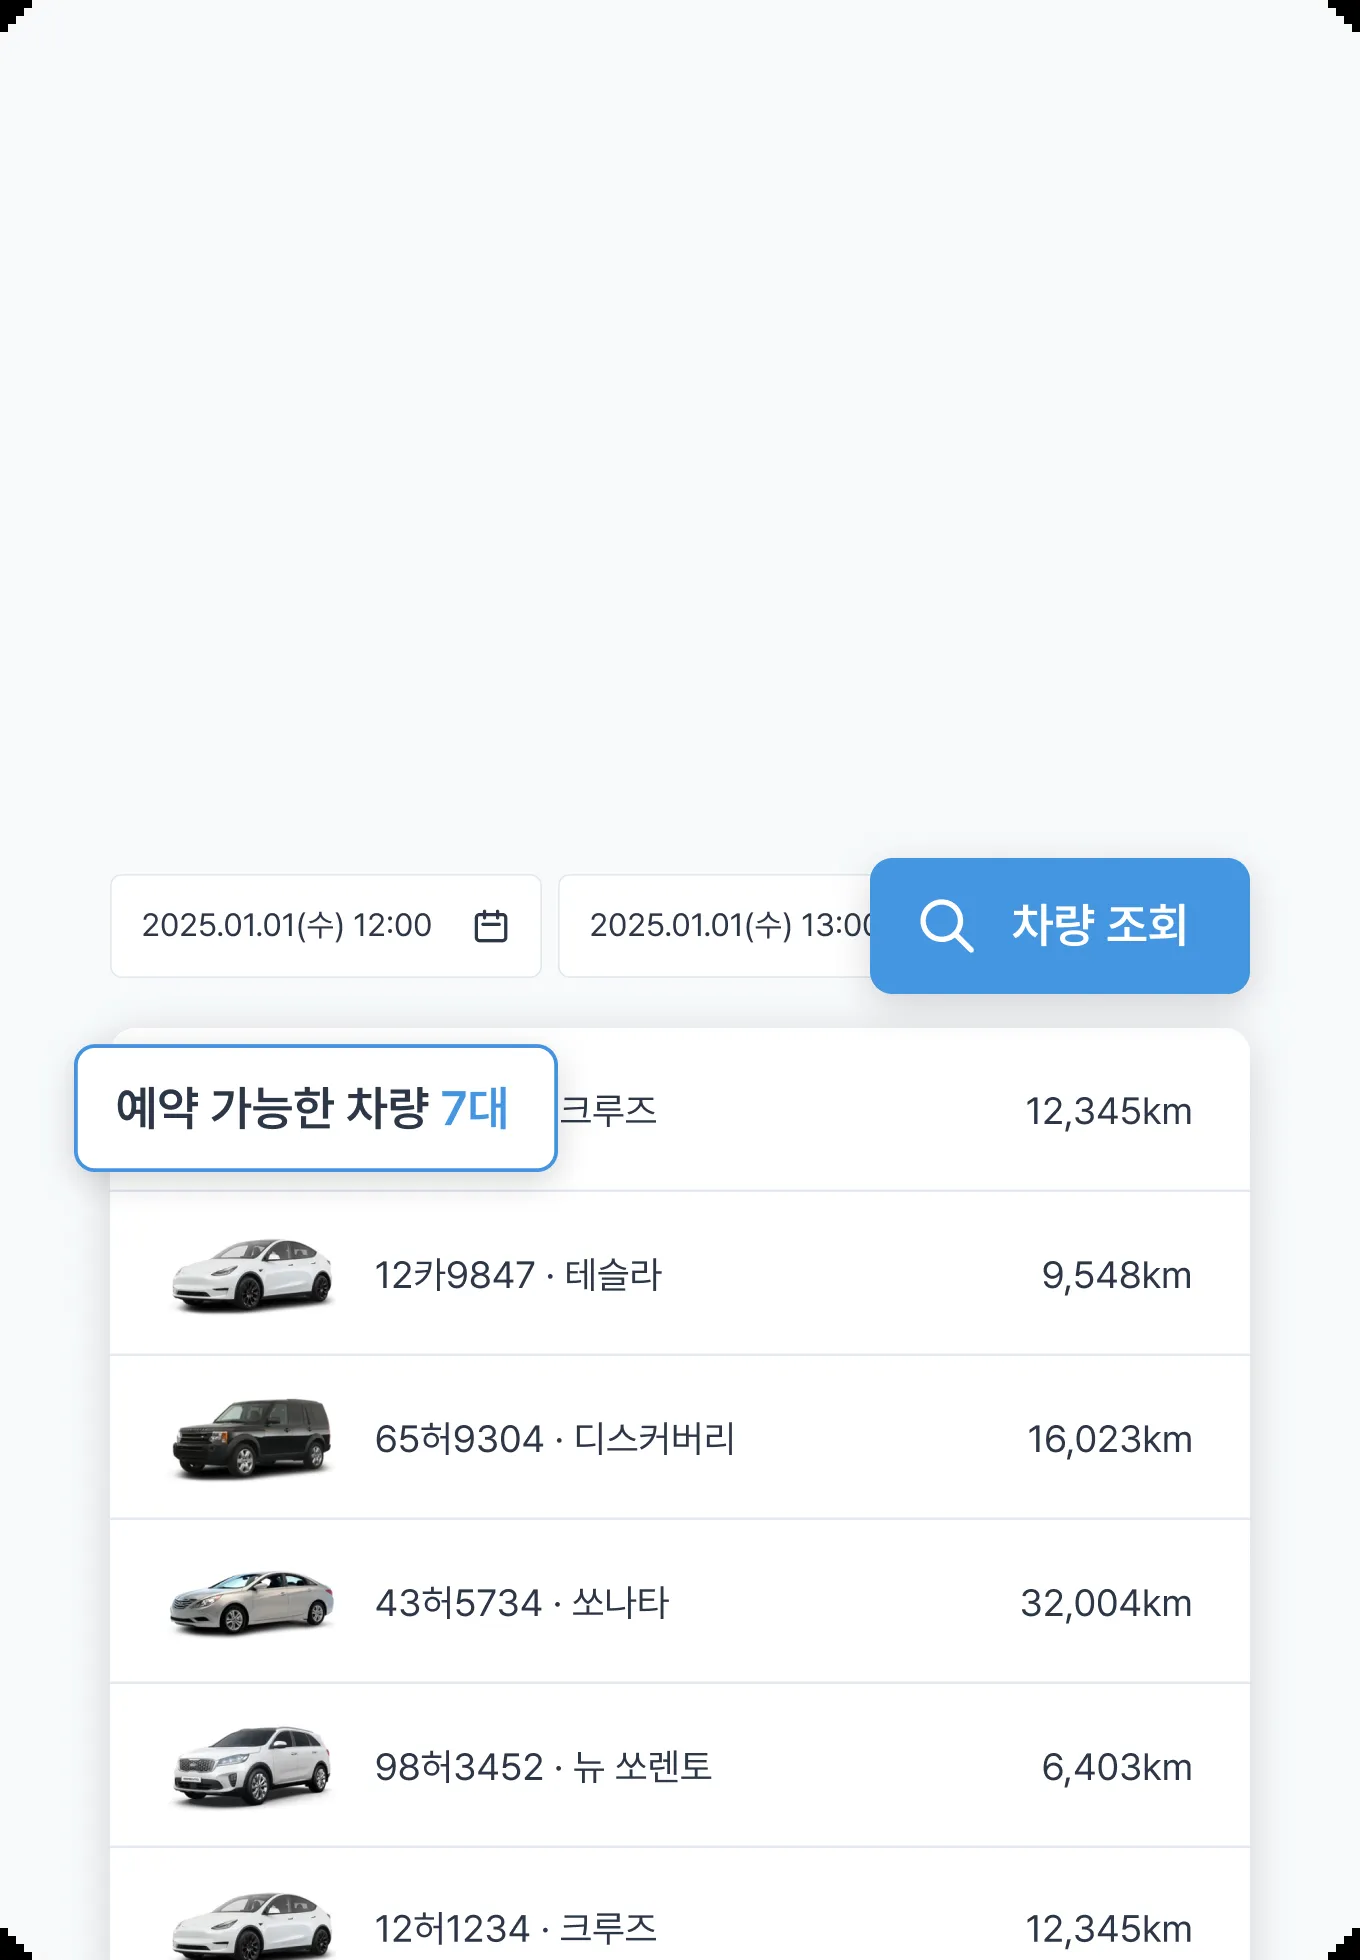 2025.01.01(수) 12:00
2025.01.01(수) 13:00
차량 조회
예약 가능한 차량 7대
크루즈 12,345km
12카9847 · 테슬라 9,548km
65허9304 · 디스커버리 16,023km
43허5734 · 쏘나타 32,004km
98허3452 · 뉴 쏘렌토 6,403km
12허1234 · 크루즈 12,345km